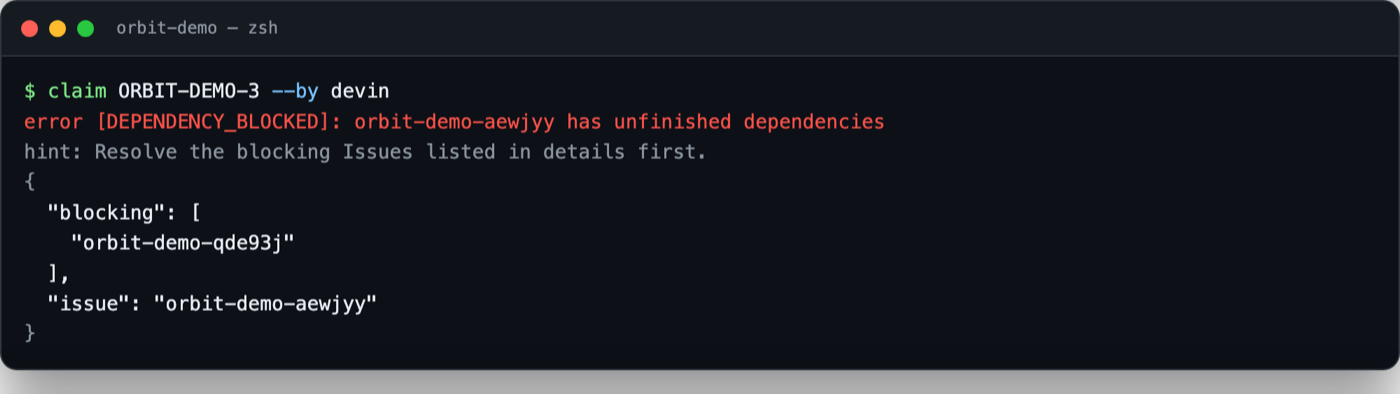 orbit-demo — zsh
$ claim ORBIT-DEMO-3 --by devin
error [DEPENDENCY_BLOCKED]: orbit-demo-aewjyy has unfinished dependencies
hint: Resolve the blocking Issues listed in details first.
{
  "blocking": [
    "orbit-demo-qde93j"
  ],
  "issue": "orbit-demo-aewjyy"
}